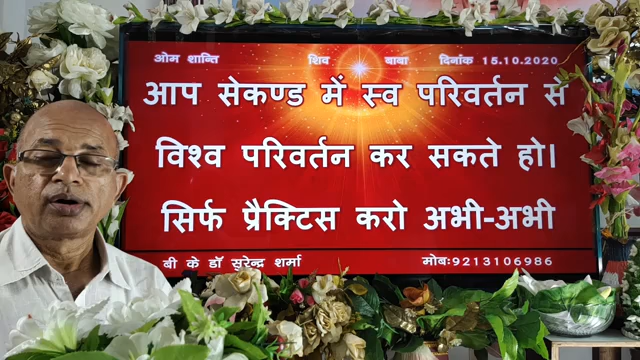 ओम शान्ति शिव बाबा दिनांक 15.10.2020
आप सेकण्ड में स्व परिवर्तन से
विश्व परिवर्तन कर सकते हो।
सिर्फ प्रैक्टिस करो अभी-अभी
बी के डॉ सुरेन्द्र शर्मा मोबः9213106986